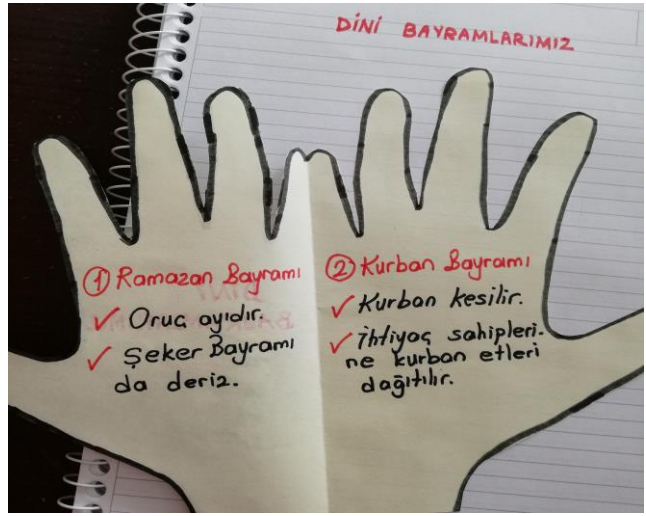 DİNİ BAYRAMLARIMIZ
① Ramazan Bayramı
✓ Oruç ayıdır.
✓ Şeker Bayramı
da deriz.
② Kurban Bayramı
✓ Kurban kesilir.
✓ İhtiyaç sahipleri-
ne kurban etleri
dağıtılır.